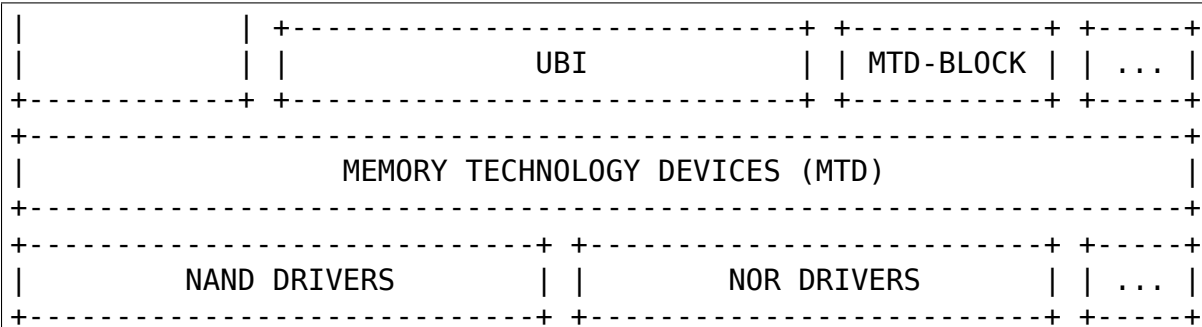 |            | +----------------------------+ +-----------+ +-----+
|            | |              UBI           | | MTD-BLOCK | | ... |
+------------+ +----------------------------+ +-----------+ +-----+
+-----------------------------------------------------------------+
|                 MEMORY TECHNOLOGY DEVICES (MTD)                 |
+-----------------------------------------------------------------+
+----------------------------+ +--------------------------+ +-----+
|         NAND DRIVERS       | |        NOR DRIVERS       | | ... |
+----------------------------+ +--------------------------+ +-----+